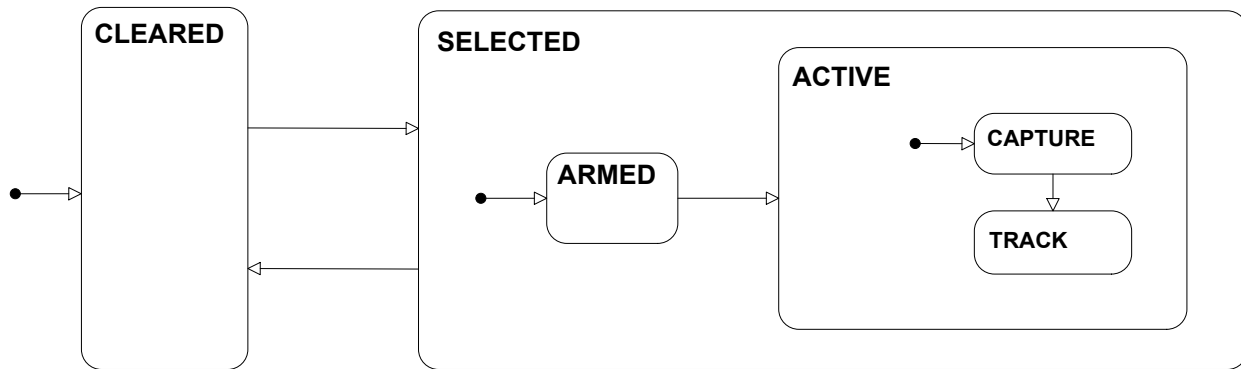 CLEARED
SELECTED
ARMED
ACTIVE
CAPTURE
TRACK